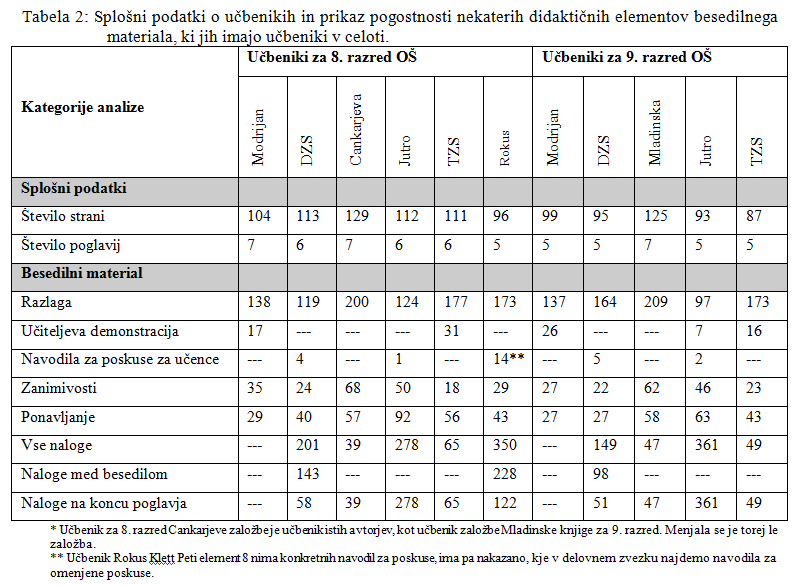 Tabela 2: Splošni podatki o učbenikih in prikaz pogostnosti nekaterih didaktičnih elementov besedilnega
materiala, ki jih imajo učbeniki v celoti.
Kategorije analize Učbeniki za 8. razred OŠ Učbeniki za 9. razred OŠ
Modrijan DZS Cankarjeva Jutro TZS Rokus Modrijan DZS Mladinska Jutro TZS
Splošni podatki
Število strani 104 113 129 112 111 96 99 95 125 93 87
Število poglavij 7 6 7 6 6 5 5 5 7 5 5
Besedilni material
Razlaga 138 119 200 124 177 173 137 164 209 97 173
Učiteljeva demonstracija 17 --- --- --- 31 --- 26 --- --- 7 16
Navodila za poskuse za učence --- 4 --- 1 --- 14** --- 5 --- 2 ---
Zanimivosti 35 24 68 50 18 29 27 22 62 46 23
Ponavljanje 29 40 57 92 56 43 27 27 58 63 43
Vse naloge --- 201 39 278 65 350 --- 149 47 361 49
Naloge med besedilom --- 143 --- --- --- 228 --- 98 --- --- ---
Naloge na koncu poglavja --- 58 39 278 65 122 --- 51 47 361 49
* Učbenik za 8. razred Cankarjeve založbe je učbenik istih avtorjev, kot učbenik založbe Mladinske knjige za 9. razred. Menjala se je torej le
založba.
** Učbenik Rokus Klett Peti element 8 nima konkretnih navodil za poskuse, ima pa nakazano, kje v delovnem zvezku najdemo navodila za
omenjene poskuse.